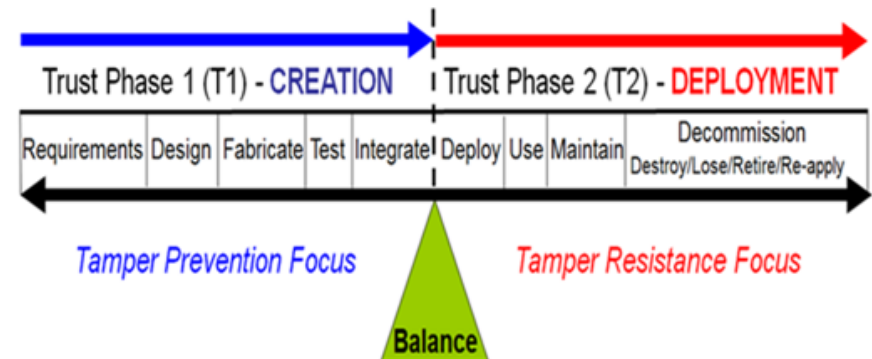 Trust Phase 1 (T1) - CREATION
Trust Phase 2 (T2) - DEPLOYMENT
Requirements
Design
Fabricate
Test
Integrate
Deploy
Use
Maintain
Decommission
Destroy/Lose/Retire/Re-apply
Tamper Prevention Focus
Tamper Resistance Focus
Balance